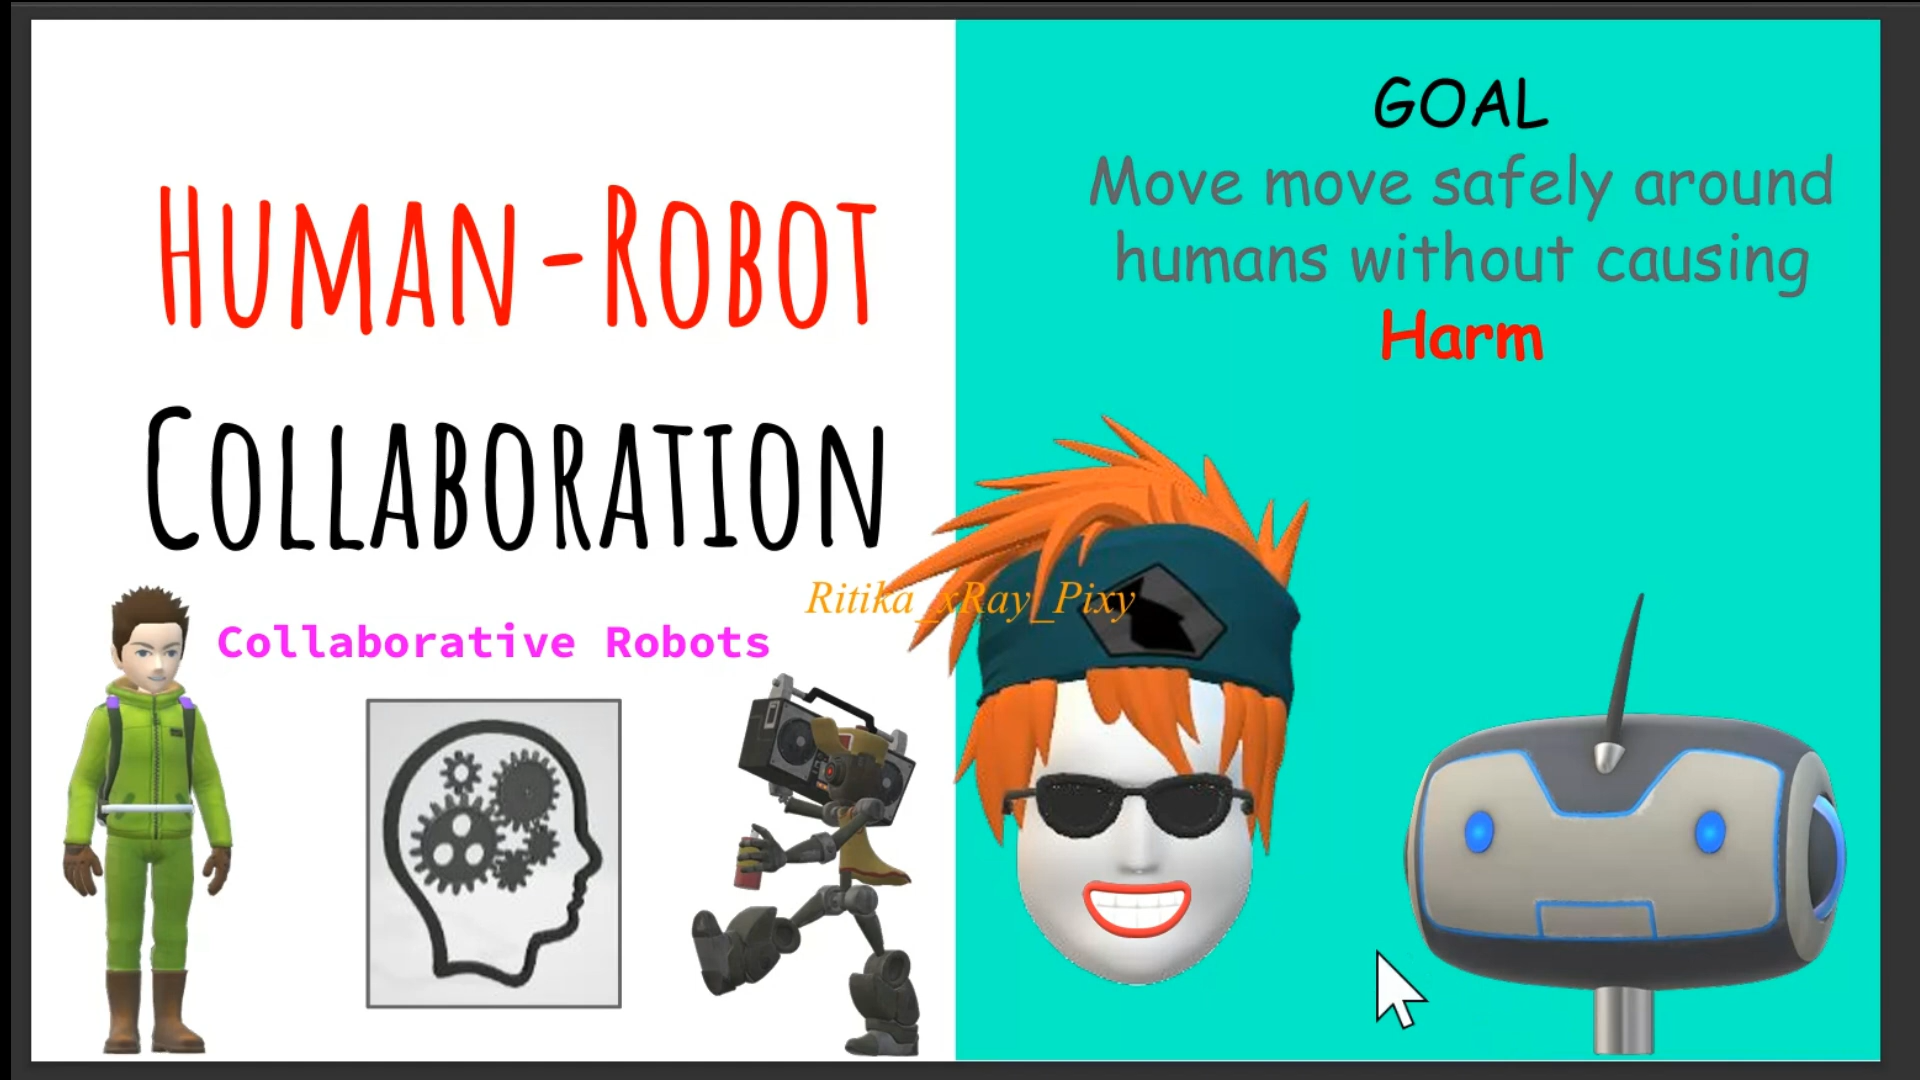 HUMAN-ROBOT
COLLABORATION
Collaborative Robots
GOAL
Move move safely around
humans without causing
Harm
Ritika_xRay_Pixy